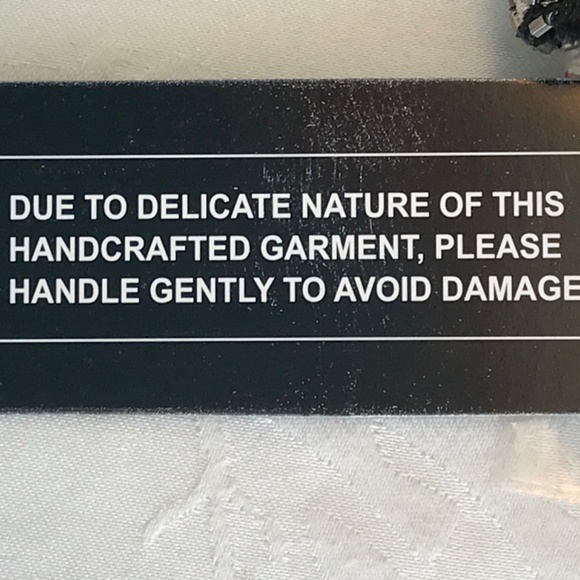 DUE TO DELICATE NATURE OF THIS
HANDCRAFTED GARMENT, PLEASE
HANDLE GENTLY TO AVOID DAMAGE